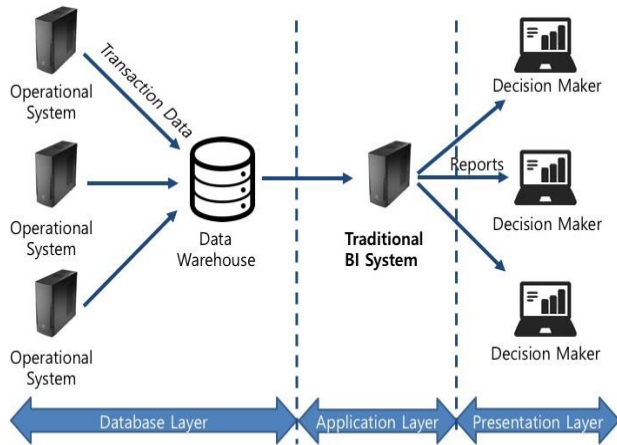 Operational
System
Transaction Data
Operational
System
Operational
System
Data
Warehouse
Traditional
BI System
Reports
Decision Maker
Decision Maker
Decision Maker
Database Layer
Application Layer
Presentation Layer